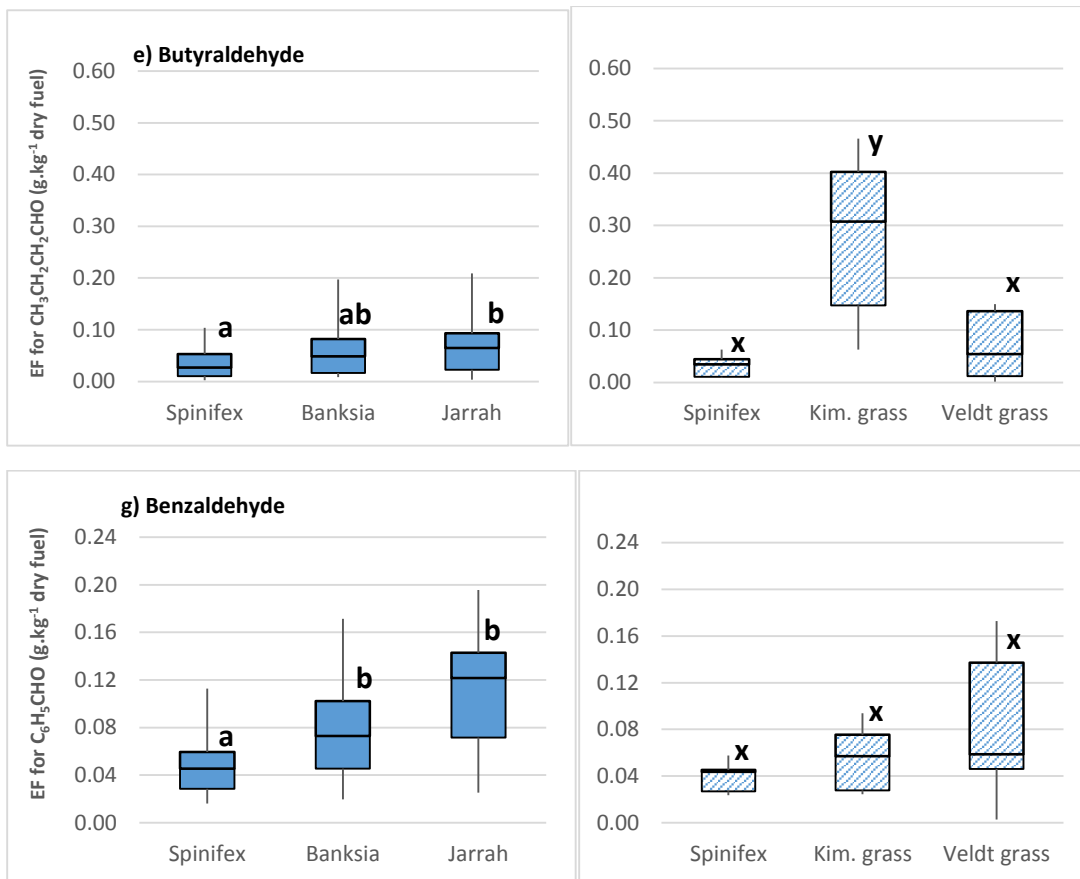 e) Butyraldehyde
EF for CH₃CH₂CH₂CHO (g.kg⁻¹ dry fuel)
0.60
0.50
0.40
0.30
0.20
0.10
0.00
a
ab
b
Spinifex Banksia Jarrah
0.60
0.50
0.40
0.30
0.20
0.10
0.00
x
y
x
Spinifex Kim. grass Veldt grass
g) Benzaldehyde
EF for C₆H₅CHO (g.kg⁻¹ dry fuel)
0.24
0.20
0.16
0.12
0.08
0.04
0.00
a
b
b
Spinifex Banksia Jarrah
0.24
0.20
0.16
0.12
0.08
0.04
0.00
x
x
x
Spinifex Kim. grass Veldt grass